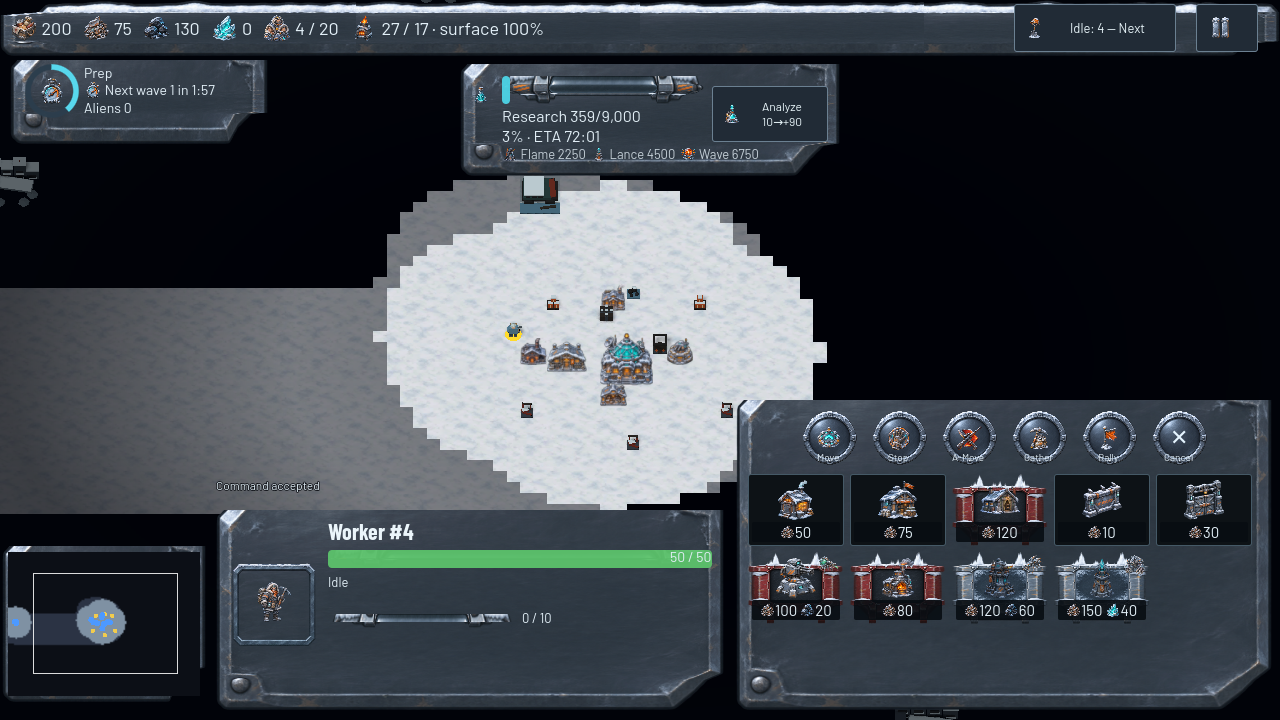 200 75 130 0 4 / 20 27 / 17 · surface 100%
Idle: 4 — Next
Prep
Next wave 1 in 1:57
Aliens 0
Research 359/9,000
3% · ETA 72:01
Flame 2250 Lance 4500 Wave 6750
Analyze
10→+90
Command accepted
Worker #4
50 / 50
Idle
0 / 10
Move Stop A-Move Gather Rally Cancel
50 75 120 10 30
100 20 80 120 60 150 40